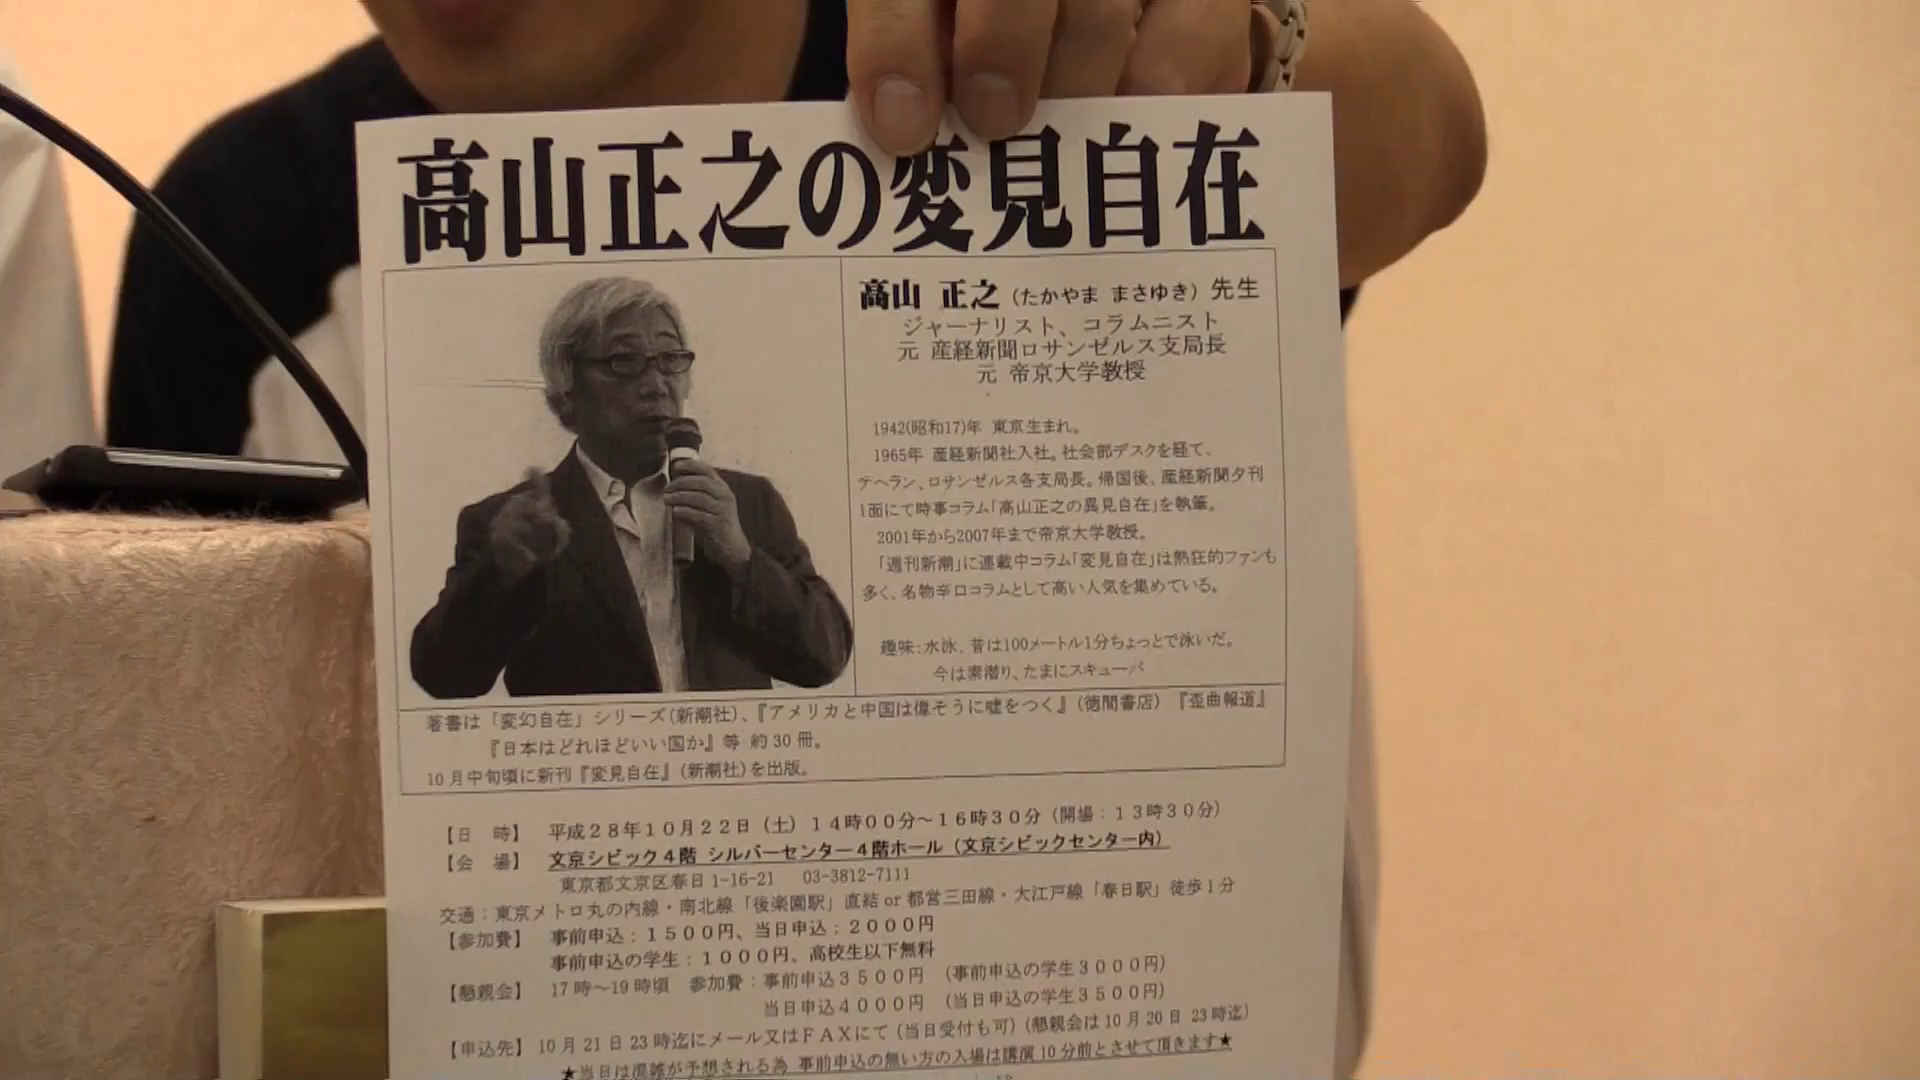 高山正之の変見自在
高山 正之（たかやま まさゆき）先生
ジャーナリスト、コラムニスト
元 産経新聞ロサンゼルス支局長
元 帝京大学教授
1942(昭和17)年 東京生まれ。
1965年 産経新聞社入社。社会部デスクを経て、
テヘラン、ロサンゼルス各支局長。帰国後、産経新聞夕刊
1面にて時事コラム「高山正之の異見自在」を執筆。
2001年から2007年まで帝京大学教授。
「週刊新潮」に連載中コラム「変見自在」は熱狂的ファンも
多く、名物辛口コラムとして高い人気を集めている。
趣味：水泳、昔は100メートル1分ちょっとで泳いだ。
今は素潜り、たまにスキューバ
著書は「変幻自在」シリーズ（新潮社）、『アメリカと中国は偉そうに嘘をつく』（徳間書店）『歪曲報道』
『日本はどれほどいい国か』等 約30冊。
10月中旬頃に新刊『変見自在』（新潮社）を出版。
【日 時】 平成２８年１０月２２日（土）１４時００分～１６時３０分（開場：１３時３０分）
【会 場】 文京シビック４階 シルバーセンター４階ホール（文京シビックセンター内）
東京都文京区春日1-16-21 03-3812-7111
交通：東京メトロ丸の内線・南北線「後楽園駅」直結 or 都営三田線・大江戸線「春日駅」徒歩１分
【参加費】 事前申込：１５００円、当日申込：２０００円
事前申込の学生：１０００円、高校生以下無料
【懇親会】 17時～19時頃 参加費：事前申込３５００円 （事前申込の学生３０００円）
当日申込４０００円 （当日申込の学生３５００円）
【申込先】 10月21日23時迄にメール又はＦＡＸにて（当日受付も可）（懇親会は10月20日 23時迄）
★当日は混雑が予想される為 事前申込の無い方の入場は講演10分前とさせて頂きます★